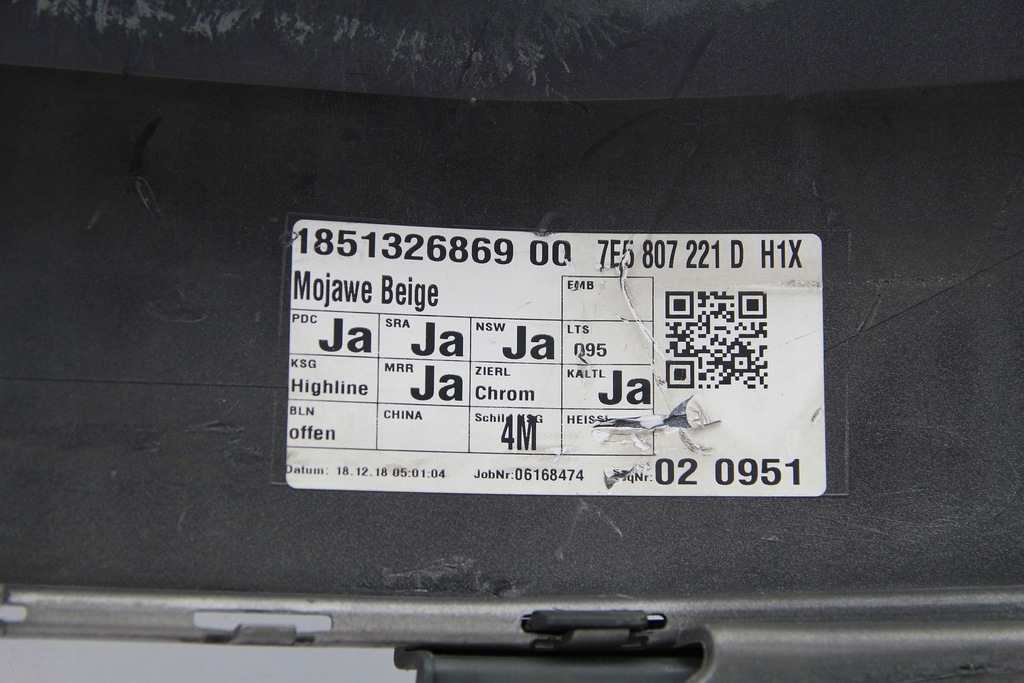 1851326869 00 7E5 807 221 D H1X
Mojawe Beige
EMB
PDC Ja SRA Ja NSW Ja LTS 095
KSG Highline MRR Ja ZIERL Chrom KALTL Ja
BLN offen CHINA 4M
Datum: 18.12.18 05:01:04 JobNr:06168474 02 0951